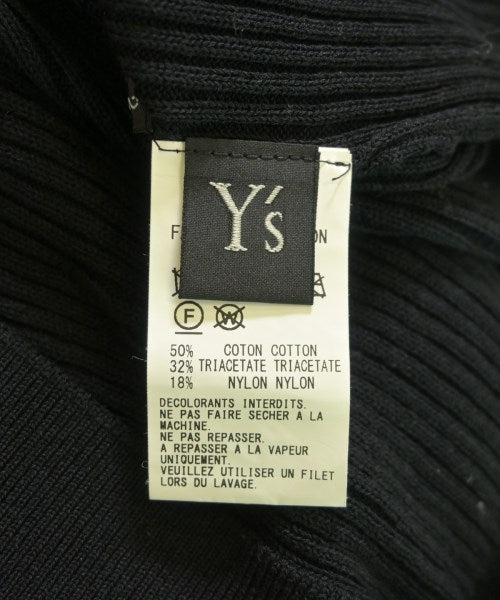 Y's
F
W
50% COTON COTTON
32% TRIACETATE TRIACETATE
18% NYLON NYLON
DECOLORANTS INTERDITS.
NE PAS FAIRE SECHER A LA
MACHINE.
NE PAS REPASSER.
A REPASSER A LA VAPEUR
UNIQUEMENT.
VEUILLEZ UTILISER UN FILET
LORS DU LAVAGE.